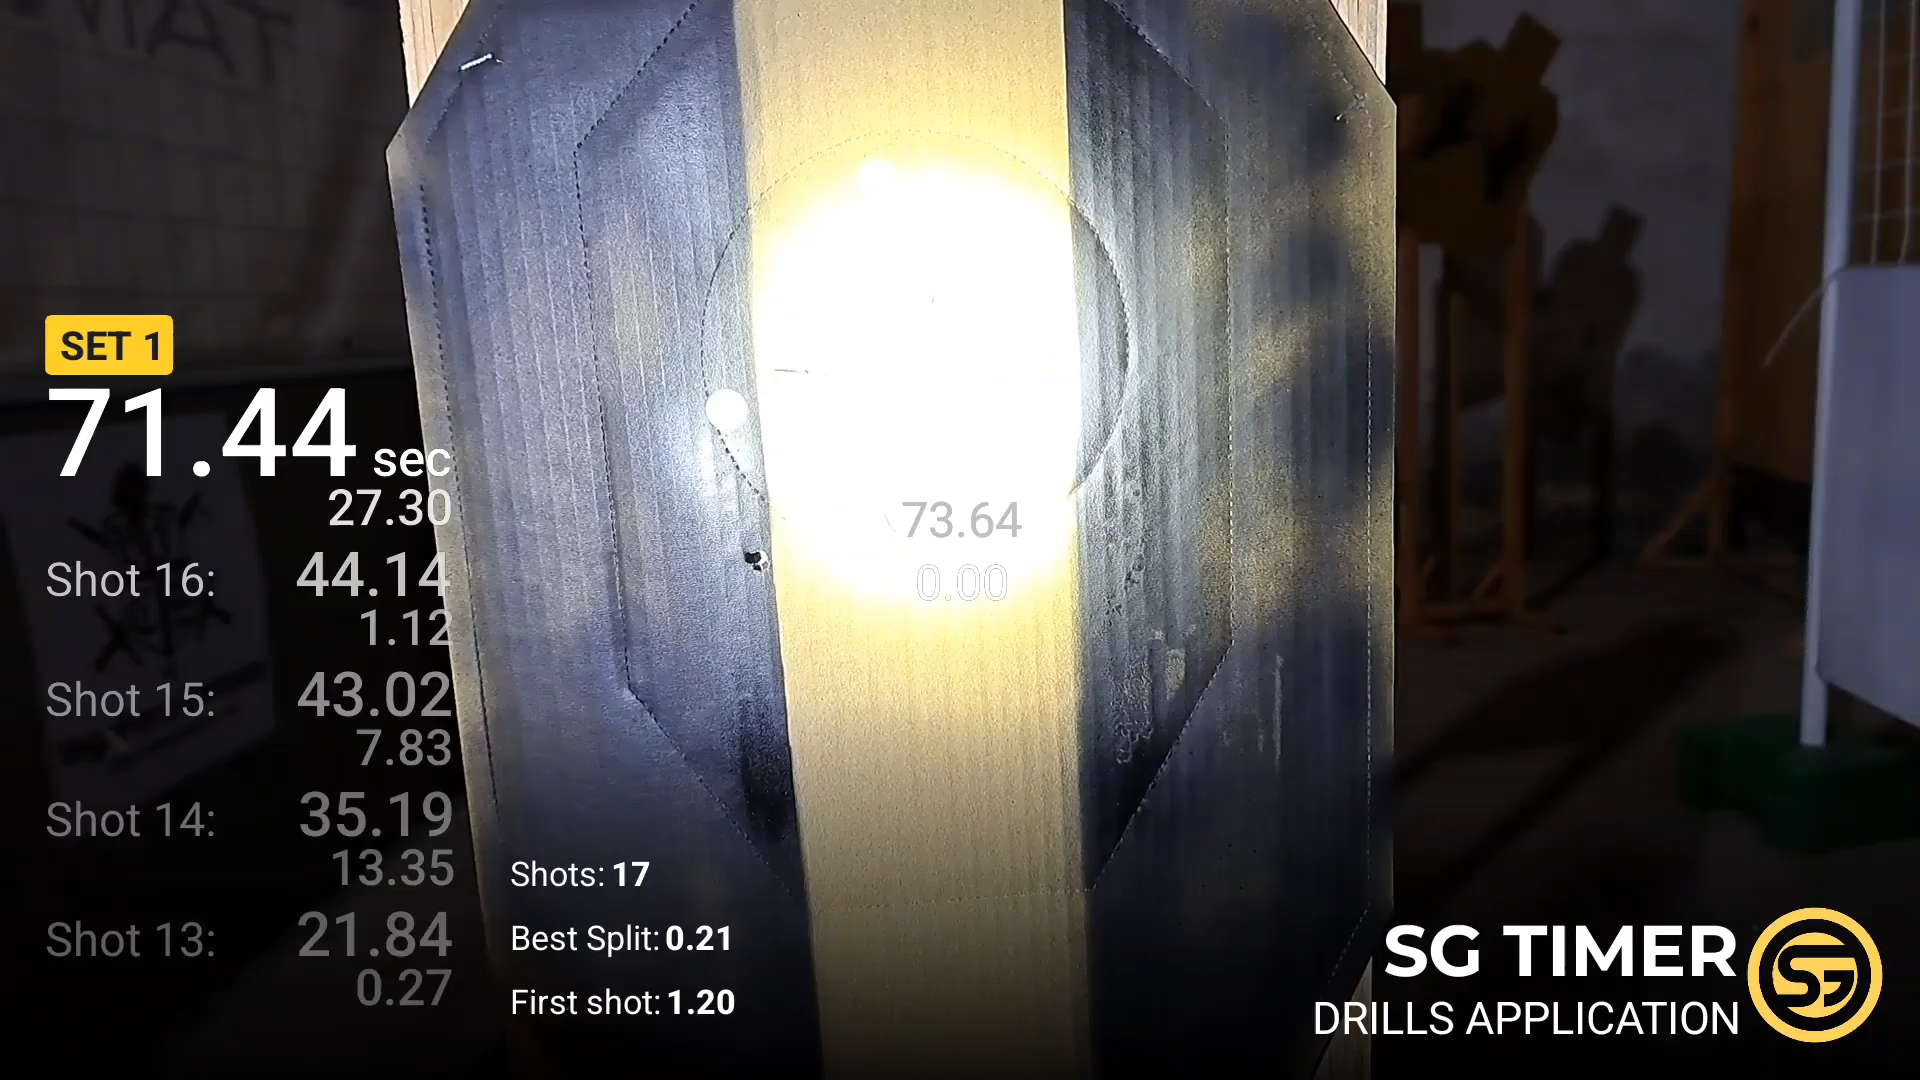 SET 1
71.44 sec
27.30
Shot 16: 44.14
1.12
Shot 15: 43.02
7.83
Shot 14: 35.19
13.35
Shot 13: 21.84
0.27
73.64
0.00
Shots: 17
Best Split: 0.21
First shot: 1.20
SG TIMER
DRILLS APPLICATION
SG